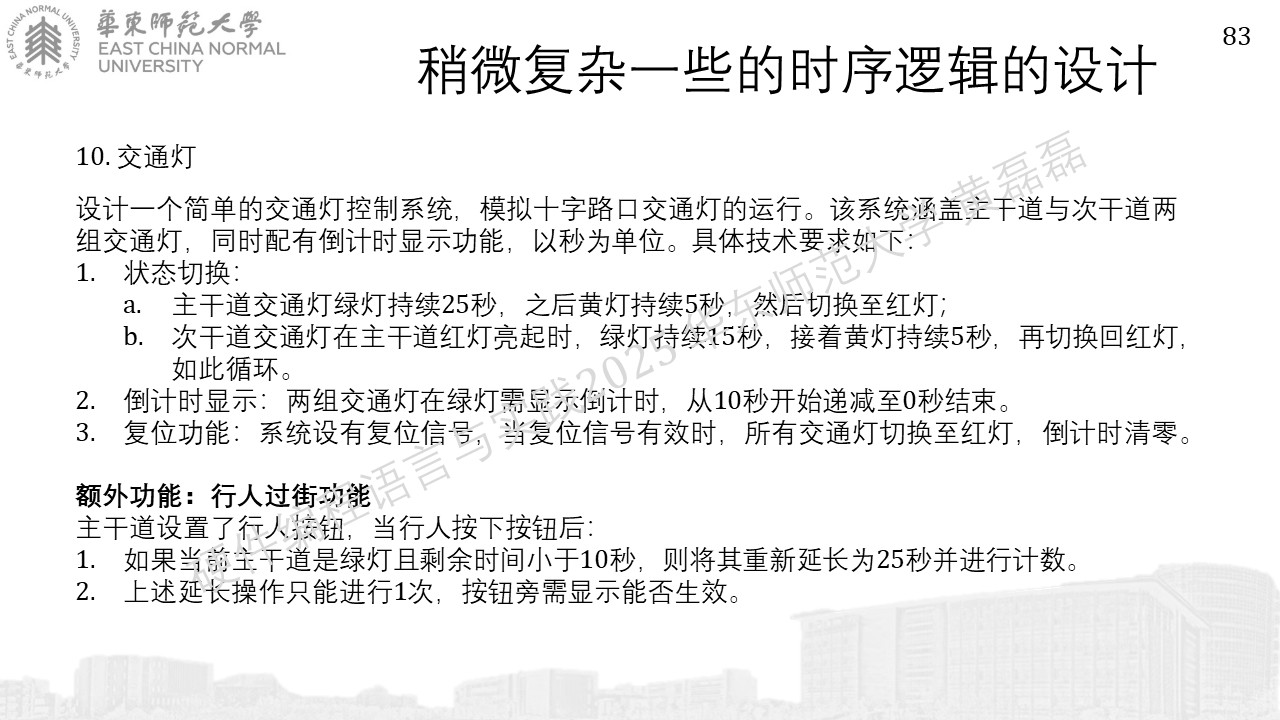 華東師範大學
EAST CHINA NORMAL
UNIVERSITY
83
稍微复杂一些的时序逻辑的设计
10. 交通灯
设计一个简单的交通灯控制系统，模拟十字路口交通灯的运行。该系统涵盖主干道与次干道两
组交通灯，同时配有倒计时显示功能，以秒为单位。具体技术要求如下：
1. 状态切换：
a. 主干道交通灯绿灯持续25秒，之后黄灯持续5秒，然后切换至红灯；
b. 次干道交通灯在主干道红灯亮起时，绿灯持续15秒，接着黄灯持续5秒，再切换回红灯，
如此循环。
2. 倒计时显示：两组交通灯在绿灯需显示倒计时，从10秒开始递减至0秒结束。
3. 复位功能：系统设有复位信号，当复位信号有效时，所有交通灯切换至红灯，倒计时清零。
额外功能：行人过街功能
主干道设置了行人按钮，当行人按下按钮后：
1. 如果当前主干道是绿灯且剩余时间小于10秒，则将其重新延长为25秒并进行计数。
2. 上述延长操作只能进行1次，按钮旁需显示能否生效。
硬件编程语言与实践2025华东师范大学黄磊磊
EAST CHINA NORMAL UNIVERSITY
華東師范大學